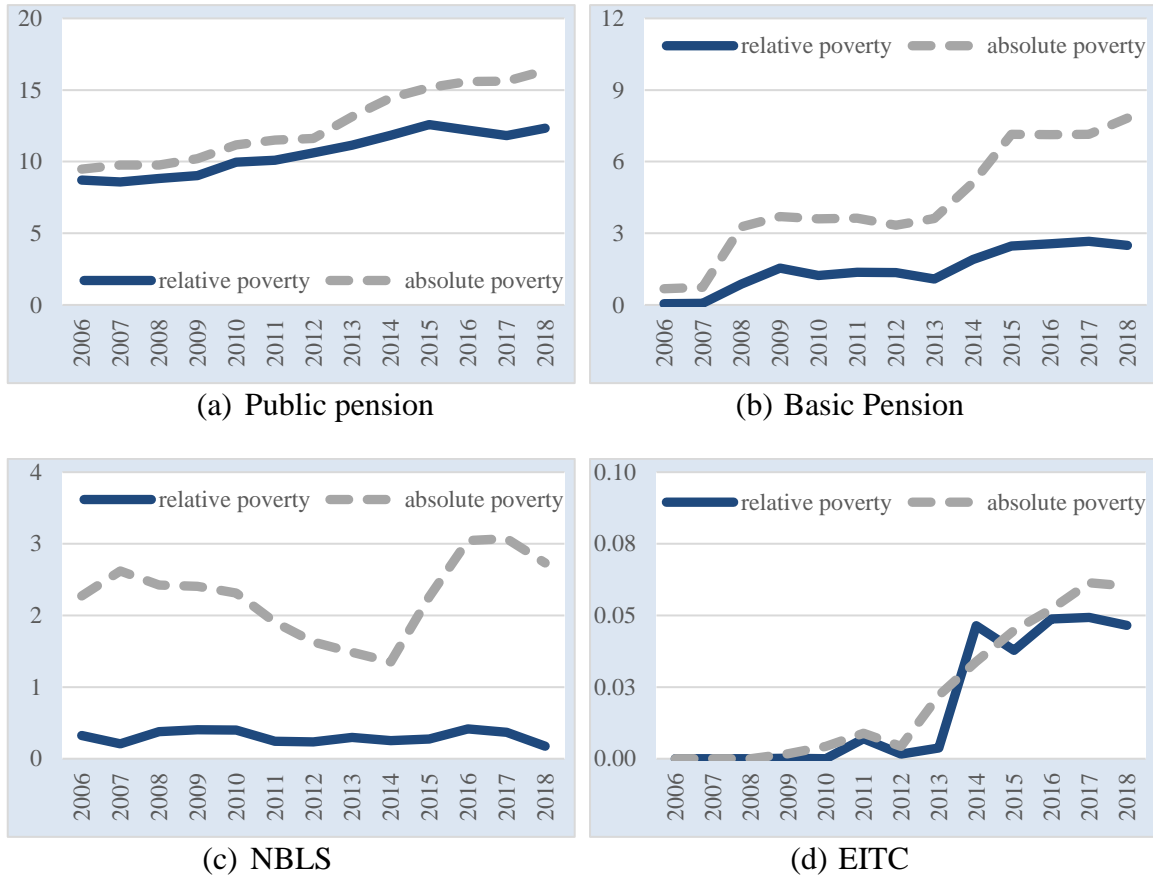 20
15
10
5
0
relative poverty absolute poverty
2006 2007 2008 2009 2010 2011 2012 2013 2014 2015 2016 2017 2018
(a) Public pension
12
9
6
3
0
relative poverty absolute poverty
2006 2007 2008 2009 2010 2011 2012 2013 2014 2015 2016 2017 2018
(b) Basic Pension
4
3
2
1
0
relative poverty absolute poverty
2006 2007 2008 2009 2010 2011 2012 2013 2014 2015 2016 2017 2018
(c) NBLS
0.10
0.08
0.05
0.03
0.00
relative poverty absolute poverty
2006 2007 2008 2009 2010 2011 2012 2013 2014 2015 2016 2017 2018
(d) EITC